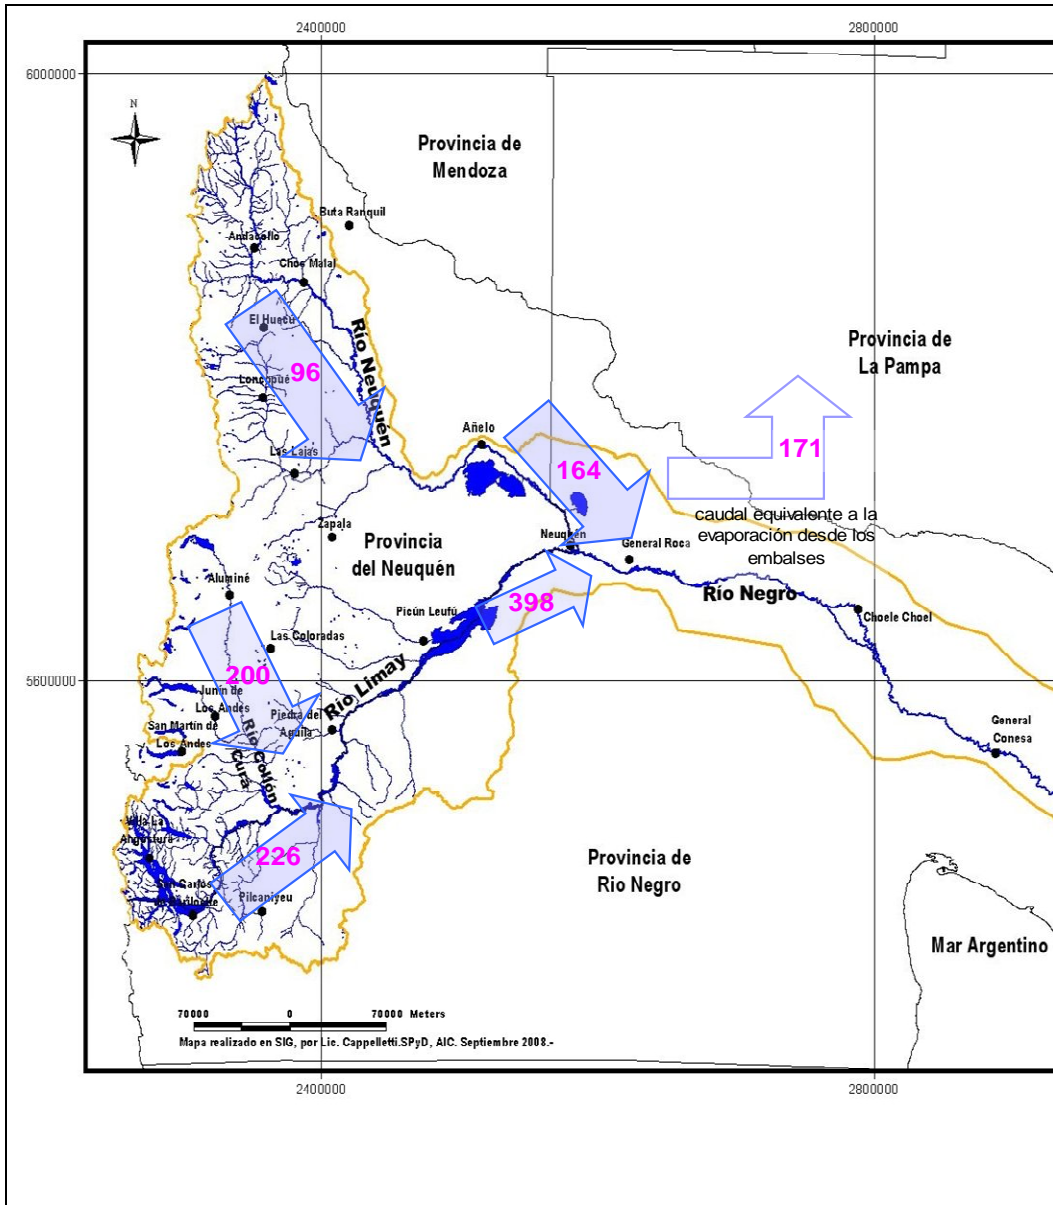 2400000
2800000
6000000
N
Provincia de
Mendoza
Buta Ranquil
Andacollo
Chos Malal
El Huecú
Río Neuquén
Provincia de
La Pampa
96
Loncopué
Añelo
171
Las Lajas
164
caudal equivalente a la
evaporación desde los
embalses
Zapala
Provincia
del Neuquén
Neuquén
General Roca
Aluminé
Río Negro
398
Picún Leufú
Choele Choel
Las Coloradas
200
5600000
Río Limay
Junín de
Los Andes
Piedra del
Aguila
San Martín de
Los Andes
General
Conesa
Río Collón
Curá
Villa La
Angostura
226
Provincia de
Rio Negro
San Carlos
de Bariloche
Pilcaniyeu
Mar Argentino
70000 0 70000 Meters
Mapa realizado en SIG, por Lic. Cappelletti.SPyD, AIC. Septiembre 2008.-
2400000
2800000